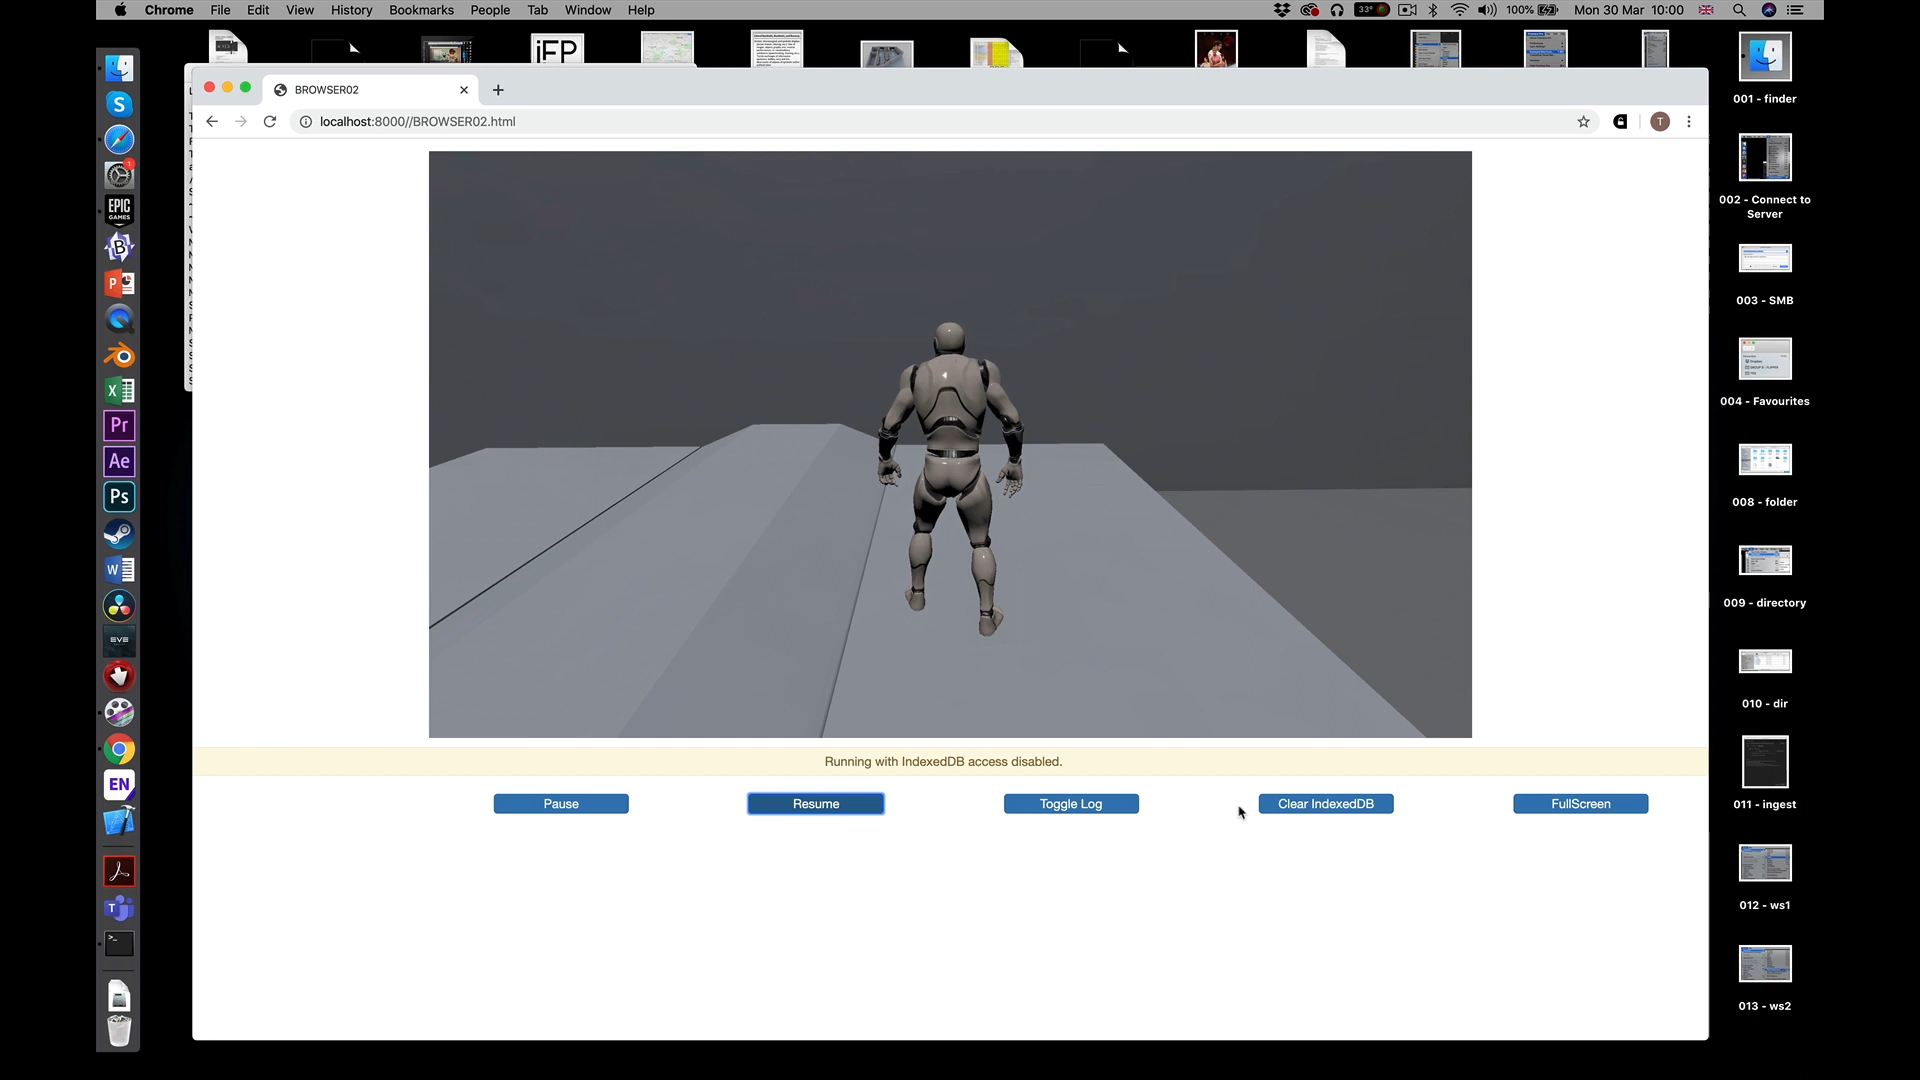 Chrome File Edit View History Bookmarks People Tab Window Help
33° 100% Mon 30 Mar 10:00
iFP
BROWSER02
localhost:8000//BROWSER02.html
T
Running with IndexedDB access disabled.
Pause Resume Toggle Log Clear IndexedDB FullScreen
S
1
EPIC
GAMES
B
P
X
Pr
Ae
Ps
W
EVE
EN
T
>_
001 - finder
002 - Connect to
Server
003 - SMB
004 - Favourites
008 - folder
009 - directory
010 - dir
011 - ingest
012 - ws1
013 - ws2